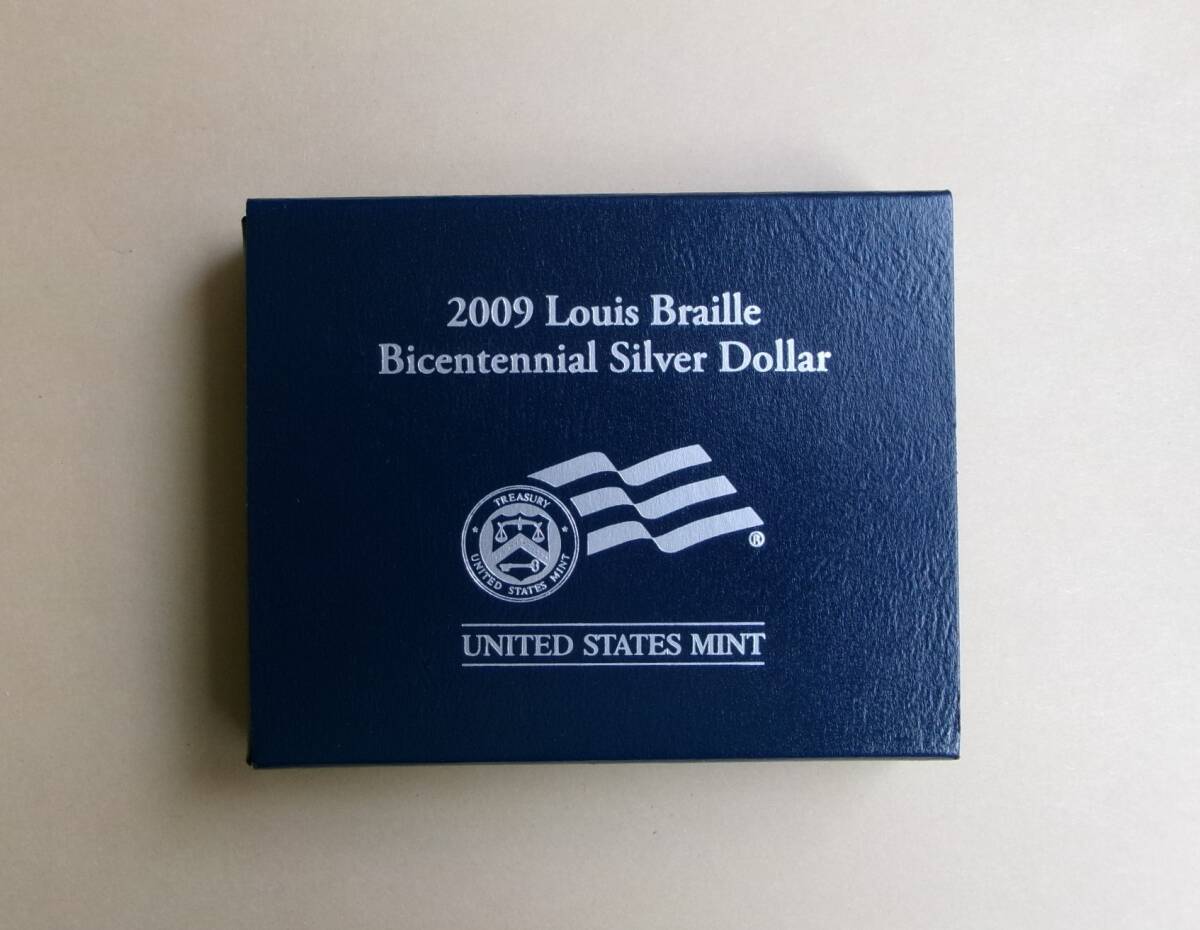 2009 Louis Braille
Bicentennial Silver Dollar
TREASURY
UNITED STATES MINT
®
UNITED STATES MINT